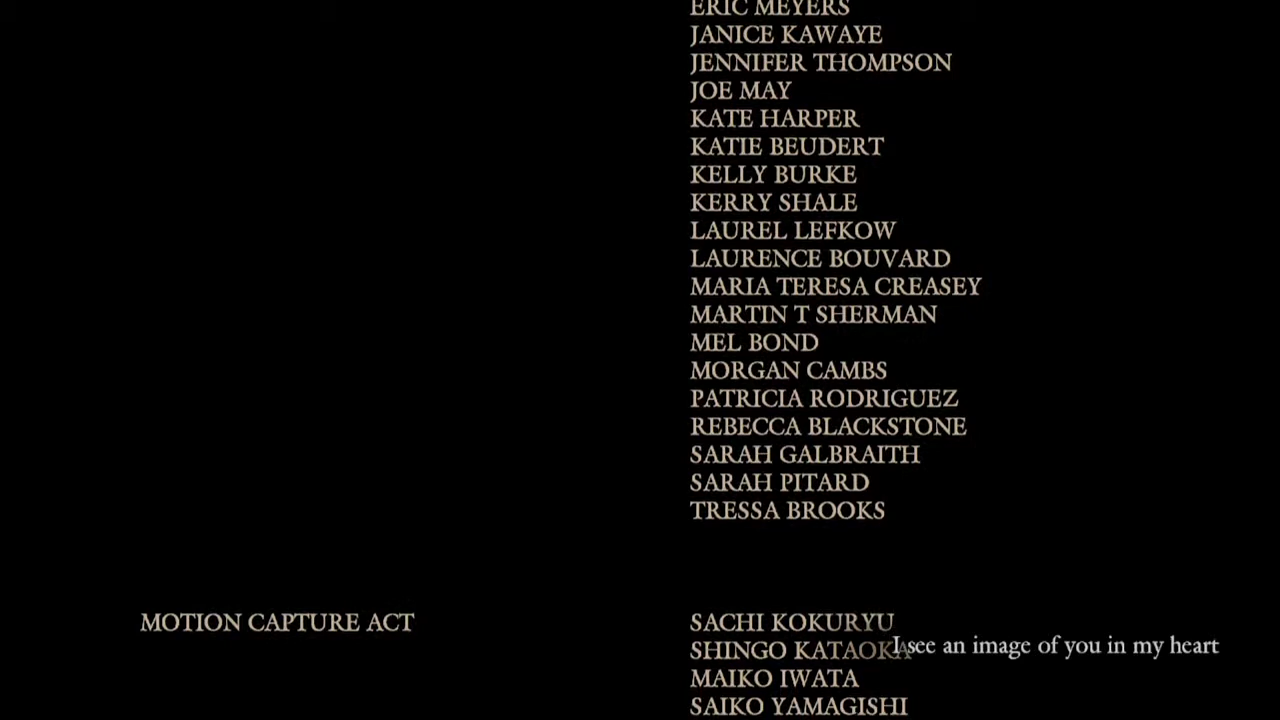 ERIC MEYERS
JANICE KAWAYE
JENNIFER THOMPSON
JOE MAY
KATE HARPER
KATIE BEUDERT
KELLY BURKE
KERRY SHALE
LAUREL LEFKOW
LAURENCE BOUVARD
MARIA TERESA CREASEY
MARTIN T SHERMAN
MEL BOND
MORGAN CAMBS
PATRICIA RODRIGUEZ
REBECCA BLACKSTONE
SARAH GALBRAITH
SARAH PITARD
TRESSA BROOKS
MOTION CAPTURE ACT SACHI KOKURYU
SHINGO KATAOKA
I see an image of you in my heart
MAIKO IWATA
SAIKO YAMAGISHI